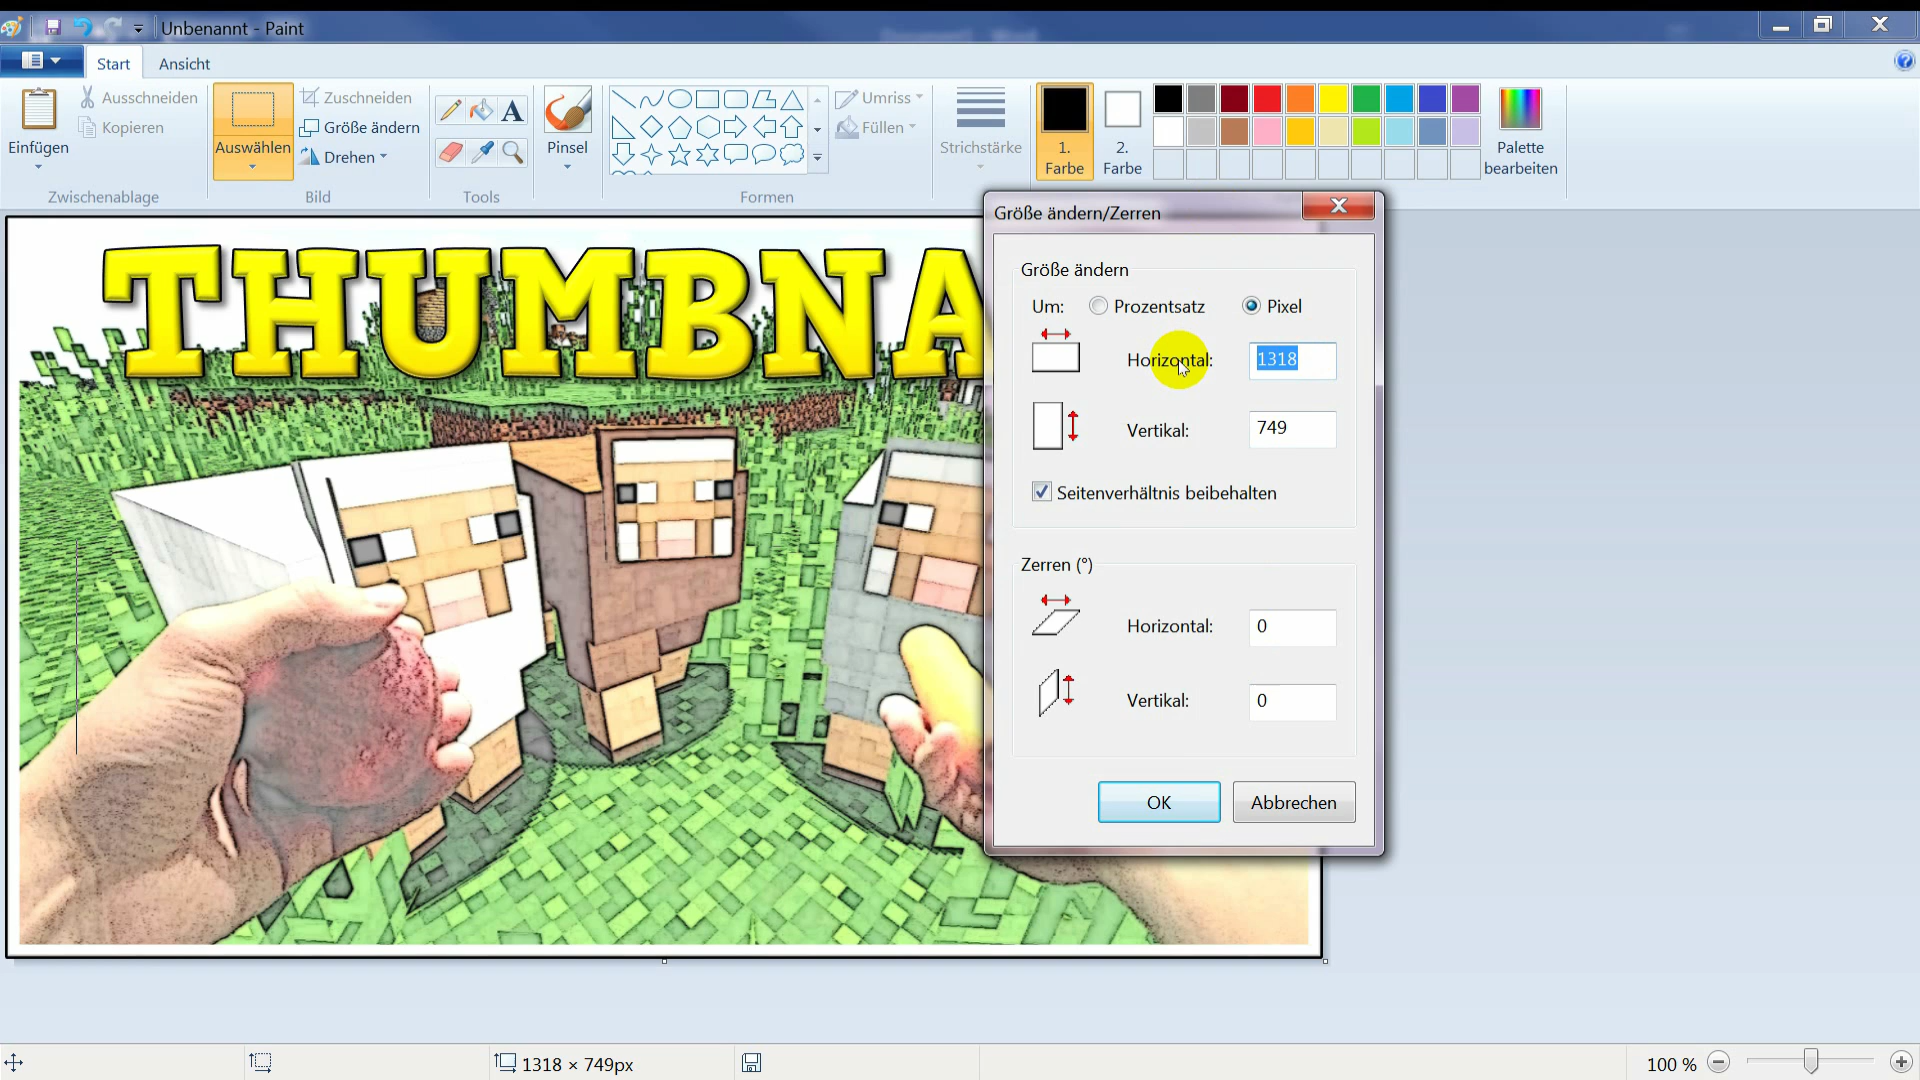 Unbenannt - Paint
Start
Ansicht
Einfügen
Ausschneiden
Kopieren
Zwischenablage
Auswählen
Zuschneiden
Größe ändern
Drehen
Bild
A
Tools
Pinsel
Formen
Umriss
Füllen
Strichstärke
1.
Farbe
2.
Farbe
Palette
bearbeiten
THUMBNA
Größe ändern/Zerren
Größe ändern
Um:
Prozentsatz
Pixel
Horizontal: 1318
Vertikal: 749
Seitenverhältnis beibehalten
Zerren (°)
Horizontal: 0
Vertikal: 0
OK
Abbrechen
1318 × 749px
100 %